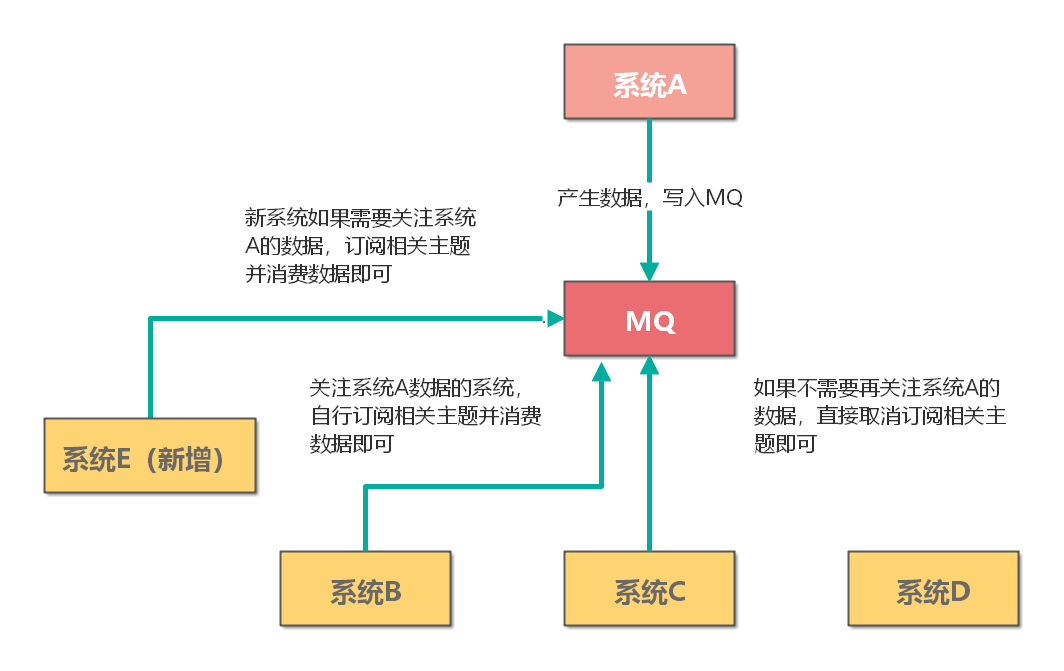 系统A
产生数据，写入MQ
新系统如果需要关注系统
A的数据，订阅相关主题
并消费数据即可
MQ
关注系统A数据的系统，
自行订阅相关主题并消费
数据即可
如果不需要再关注系统A的
数据，直接取消订阅相关主
题即可
系统E（新增）
系统B
系统C
系统D